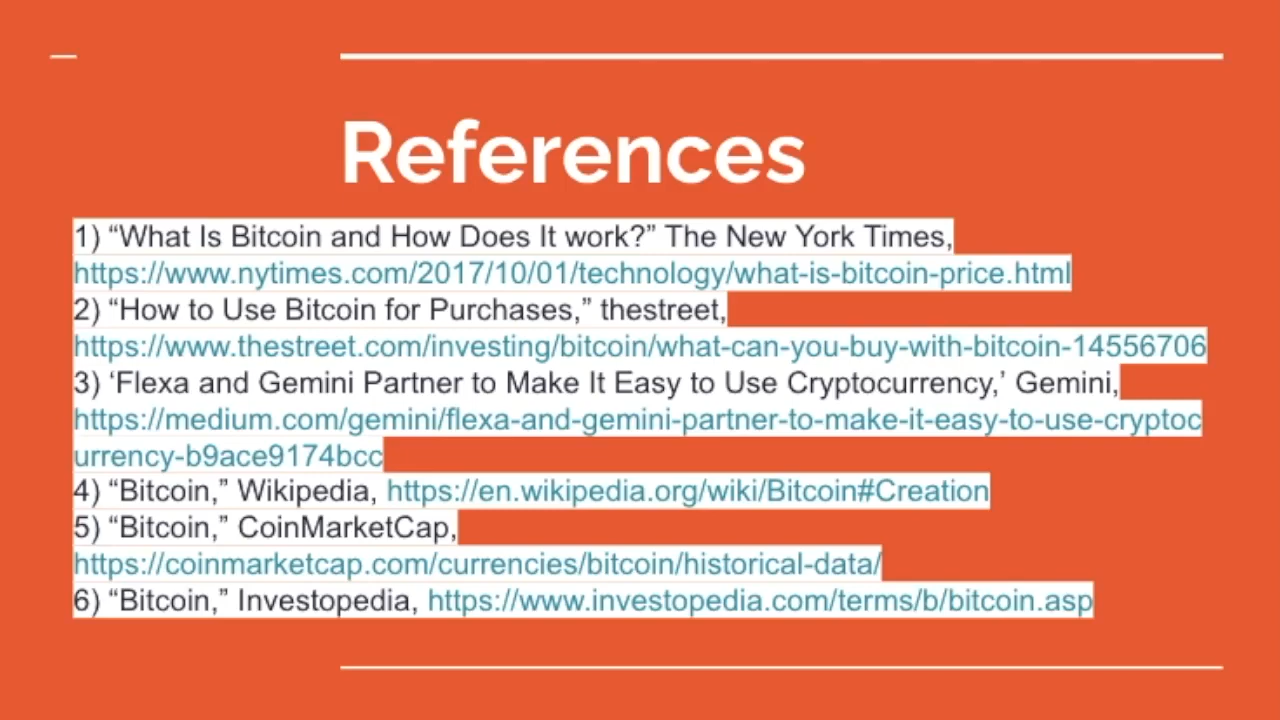 References
1) “What Is Bitcoin and How Does It work?” The New York Times,
https://www.nytimes.com/2017/10/01/technology/what-is-bitcoin-price.html
2) “How to Use Bitcoin for Purchases,” thestreet,
https://www.thestreet.com/investing/bitcoin/what-can-you-buy-with-bitcoin-14556706
3) ‘Flexa and Gemini Partner to Make It Easy to Use Cryptocurrency,’ Gemini,
https://medium.com/gemini/flexa-and-gemini-partner-to-make-it-easy-to-use-cryptoc
urrency-b9ace9174bcc
4) “Bitcoin,” Wikipedia, https://en.wikipedia.org/wiki/Bitcoin#Creation
5) “Bitcoin,” CoinMarketCap,
https://coinmarketcap.com/currencies/bitcoin/historical-data/
6) “Bitcoin,” Investopedia, https://www.investopedia.com/terms/b/bitcoin.asp